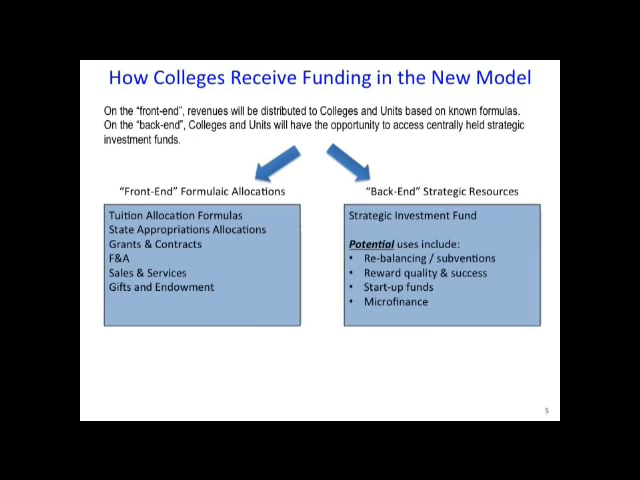 How Colleges Receive Funding in the New Model
On the "front-end", revenues will be distributed to Colleges and Units based on known formulas.
On the "back-end", Colleges and Units will have the opportunity to access centrally held strategic
investment funds.
"Front-End" Formulaic Allocations
Tuition Allocation Formulas
State Appropriations Allocations
Grants & Contracts
F&A
Sales & Services
Gifts and Endowment
"Back-End" Strategic Resources
Strategic Investment Fund
Potential uses include:
• Re-balancing / subventions
• Reward quality & success
• Start-up funds
• Microfinance
5